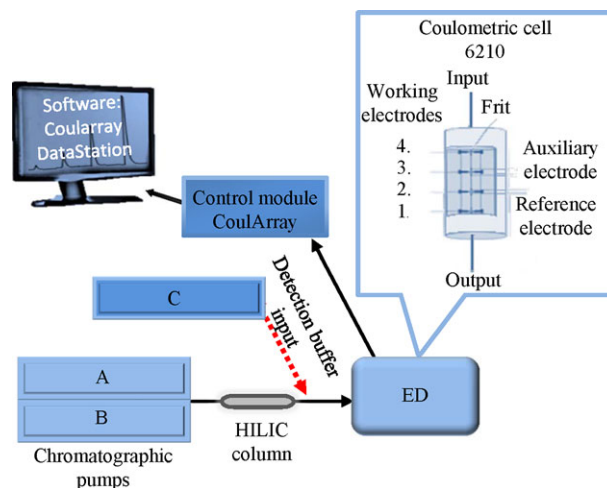 Coulometric cell
6210
Input
Working
electrodes
Frit
4.
3.
2.
1.
Auxiliary
electrode
Reference
electrode
Output
Software:
Coularray
DataStation
Control module
CoulArray
C
Detection buffer
input
A
B
Chromatographic
pumps
HILIC
column
ED